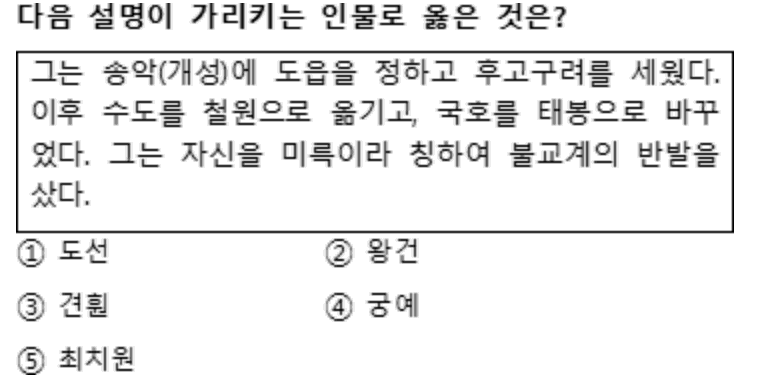 다음 설명이 가리키는 인물로 옳은 것은?
그는 송악(개성)에 도읍을 정하고 후고구려를 세웠다.
이후 수도를 철원으로 옮기고, 국호를 태봉으로 바꾸
었다. 그는 자신을 미륵이라 칭하여 불교계의 반발을
샀다.
① 도선 ② 왕건
③ 견훤 ④ 궁예
⑤ 최치원